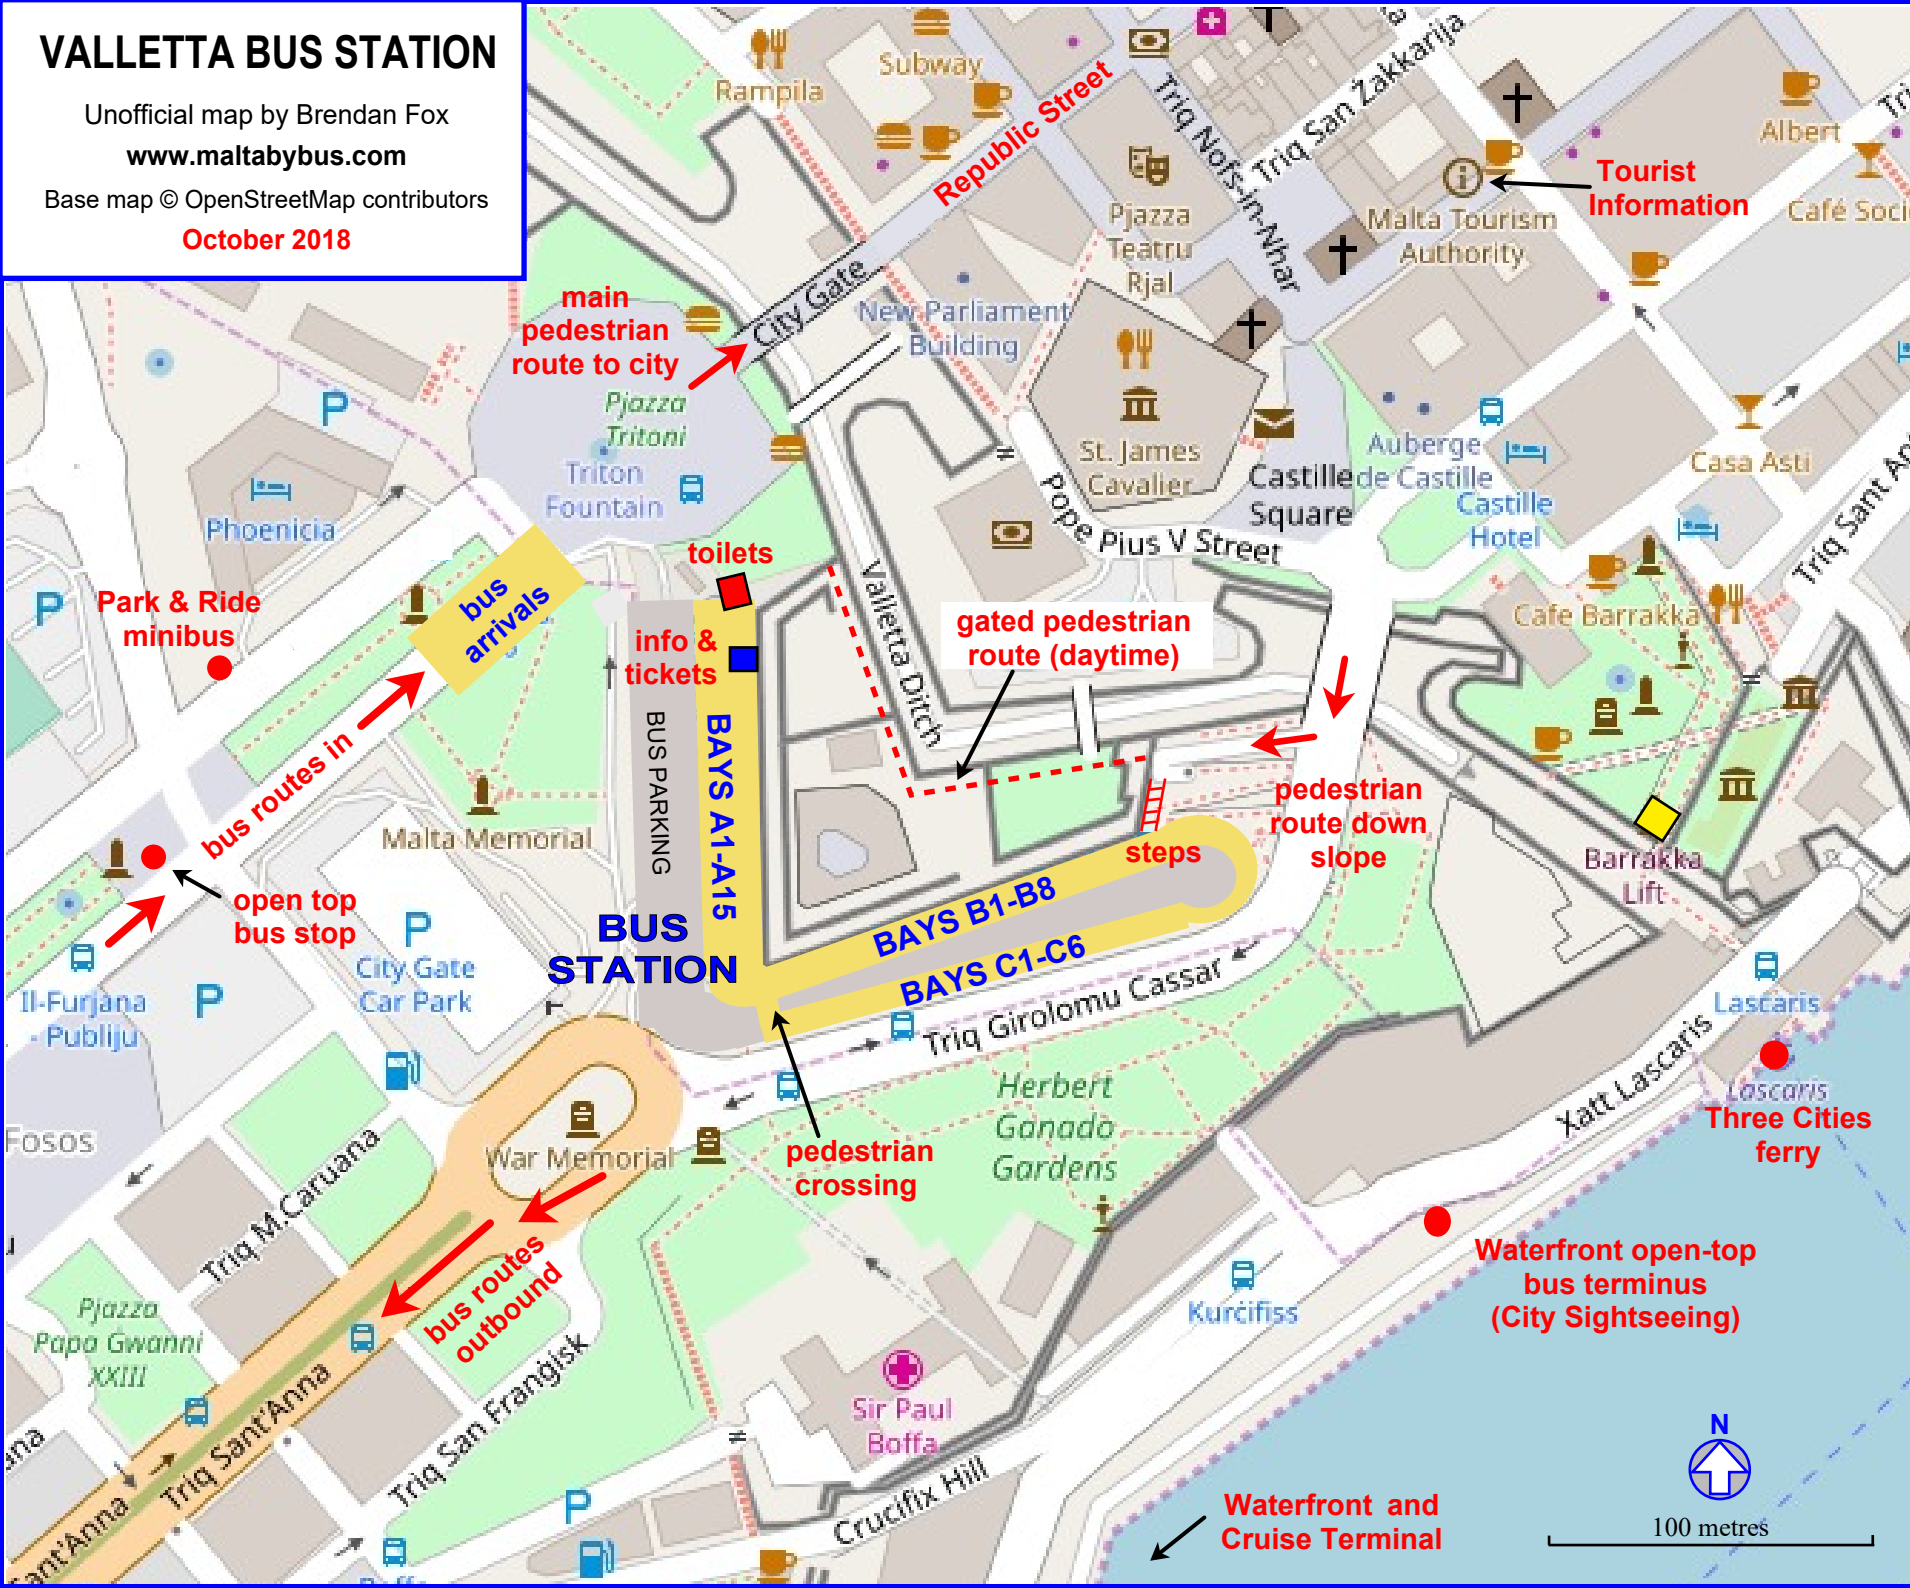 VALLETTA BUS STATION
Unofficial map by Brendan Fox
www.maltabybus.com
Base map © OpenStreetMap contributors
October 2018
Rampila
Subway
Republic Street
Triq Nofs-in-Nhar
Triq San Zakkarija
Albert
Tourist
Information
Malta Tourism
Authority
Café Soci
Pjazza
Teatru
Rjal
main
pedestrian
route to city
City Gate
New Parliament
Building
Pjazza
Tritoni
Triton
Fountain
P
Phoenicia
St. James
Cavalier
Castille
Square
Auberge
de Castille
Castille
Hotel
Casa Asti
Triq Sant An
Pope Pius V Street
P
Park & Ride
minibus
bus
arrivals
toilets
info &
tickets
Valletta Ditch
gated pedestrian
route (daytime)
Cafe Barrakka
bus routes in
BUS PARKING
BAYS A1-A15
Malta Memorial
pedestrian
route down
slope
steps
Barrakka
Lift
open top
bus stop
BUS
STATION
BAYS B1-B8
BAYS C1-C6
P
City Gate
Car Park
P
Il-Furjana
- Publiju
Triq Girolomu Cassar
Lascaris
Xatt Lascaris
Lascaris
Three Cities
ferry
Herbert
Ganado
Gardens
Fosos
War Memorial
pedestrian
crossing
Triq M.Caruana
bus routes
outbound
Waterfront open-top
bus terminus
(City Sightseeing)
Kurċifiss
Pjazza
Papa Gwanni
XXIII
Triq Sant'Anna
Triq San Franġisk
Sir Paul
Boffa
ana
Sant'Anna
P
Crucifix Hill
Waterfront and
Cruise Terminal
N
100 metres